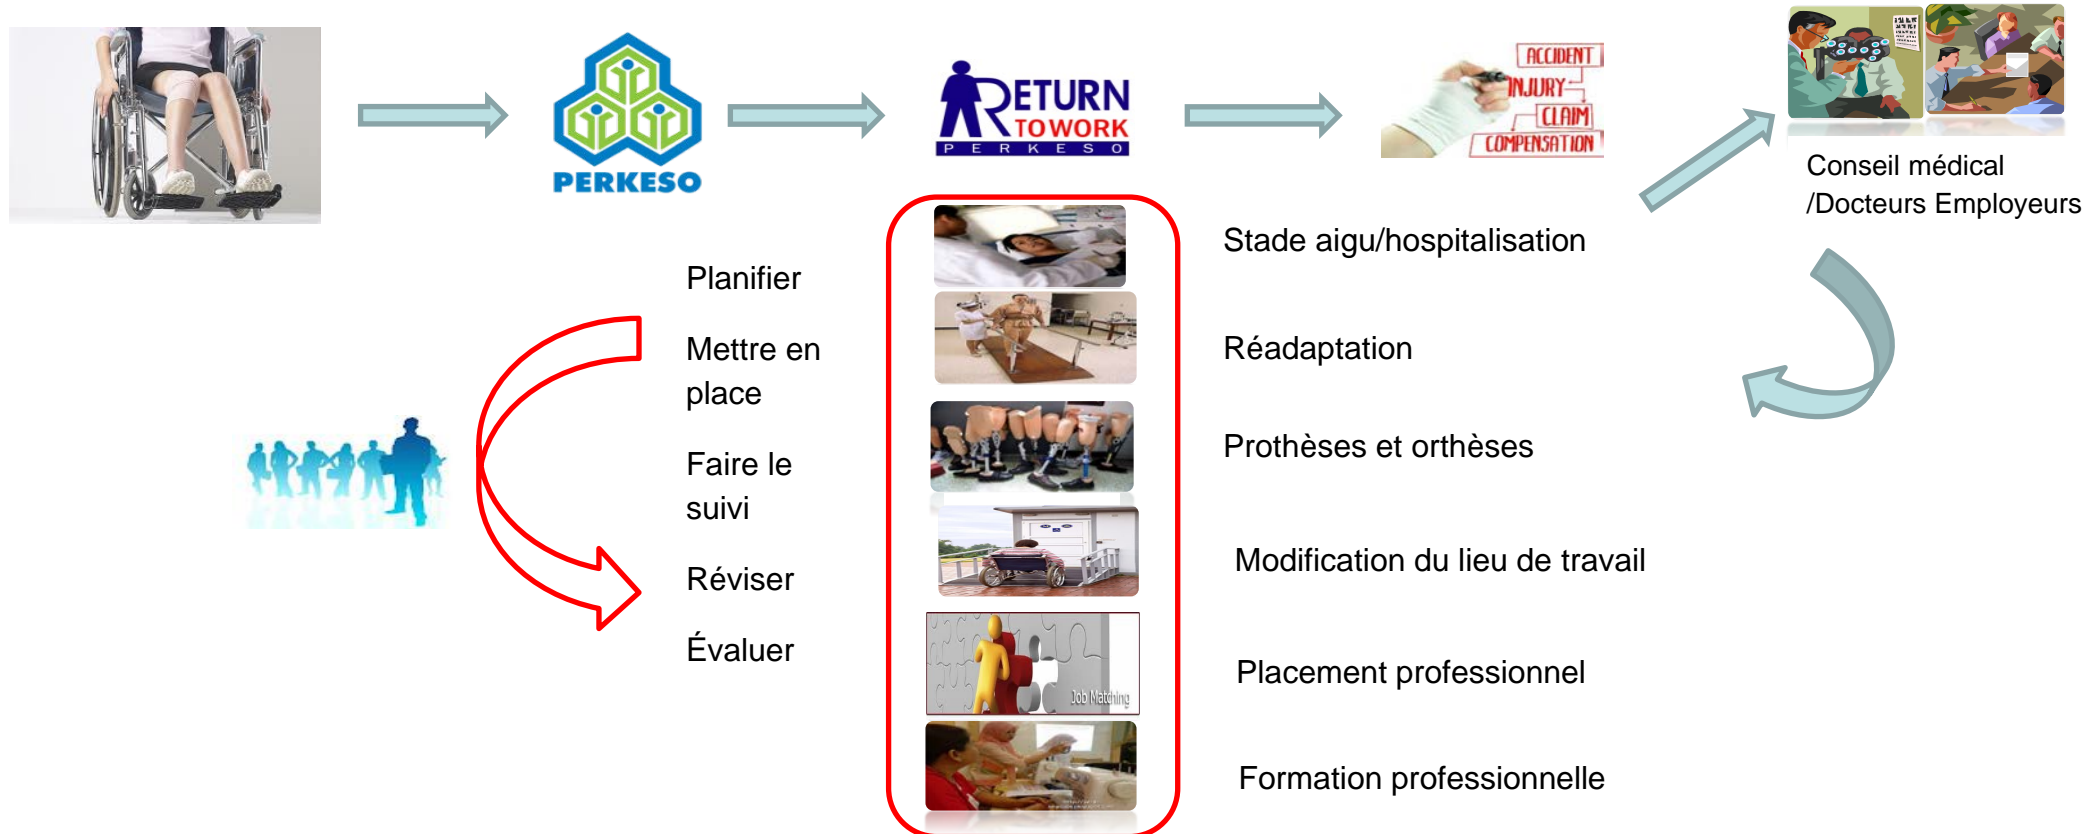 PERKESO
RETURN
TO WORK
PERKESO
ACCIDENT
INJURY
CLAIM
COMPENSATION
Conseil médical
/Docteurs Employeurs
Planifier
Mettre en
place
Faire le
suivi
Réviser
Évaluer
Stade aigu/hospitalisation
Réadaptation
Prothèses et orthèses
Modification du lieu de travail
Job Matching
Placement professionnel
Formation professionnelle